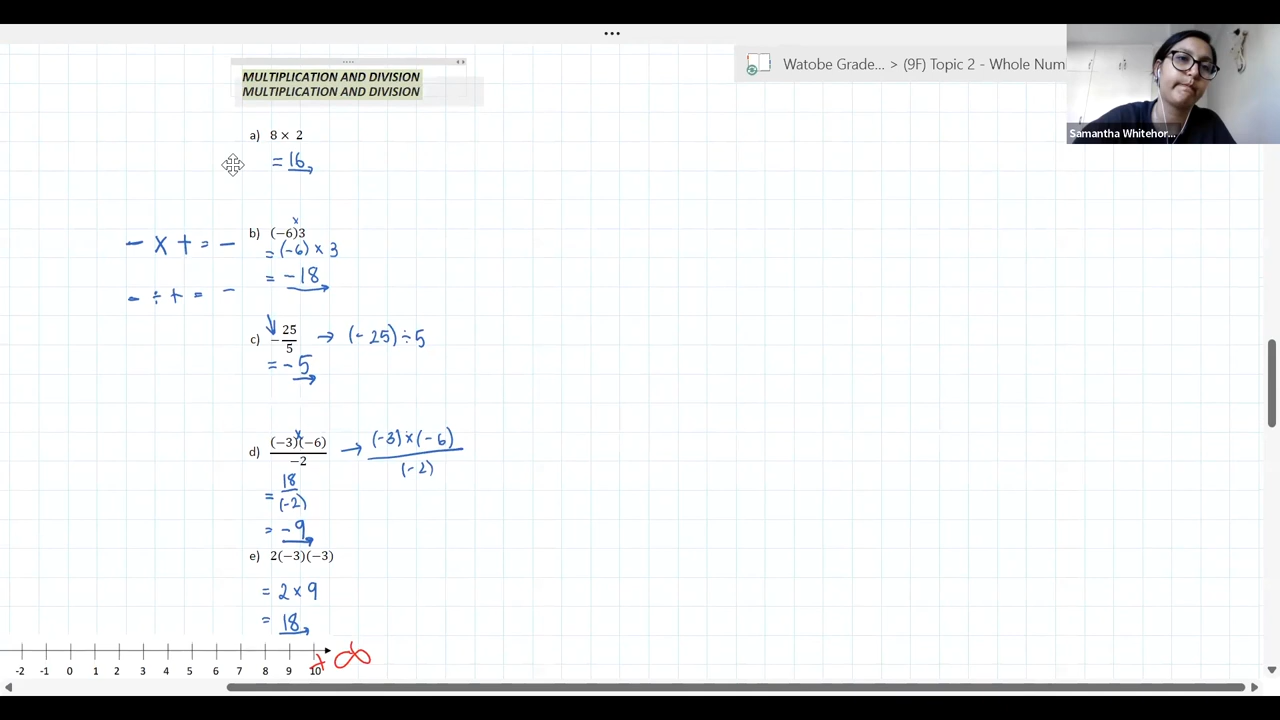 Watobe Grade... > (9F) Topic 2 - Whole Num
Samantha Whitehor...
MULTIPLICATION AND DIVISION
MULTIPLICATION AND DIVISION
a) 8 × 2
= 16
b) (−6)×3
= (-6) × 3
= -18
- × + = -
- ÷ + = -
c) − 25/5 → (-25) ÷ 5
= -5
d) (−3)×(−6)/−2 → (-3)×(-6)/(-2)
= 18/(-2)
= -9
e) 2(−3)(−3)
= 2 × 9
= 18
-2 -1 0 1 2 3 4 5 6 7 8 9 10
+∞